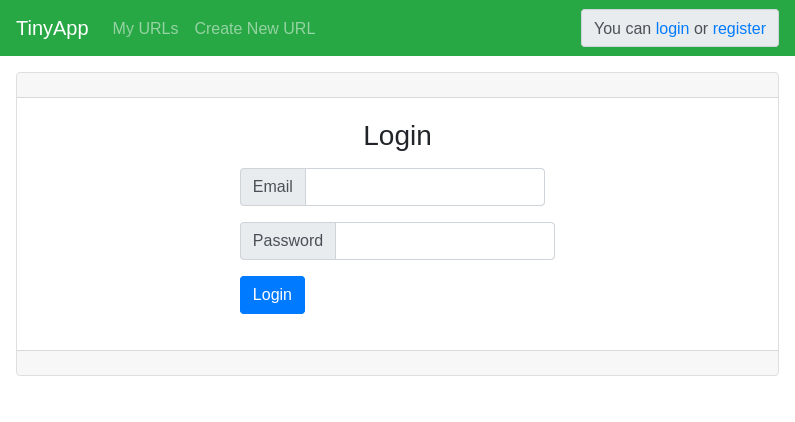 TinyApp My URLs Create New URL You can login or register
Login
Email
Password
Login